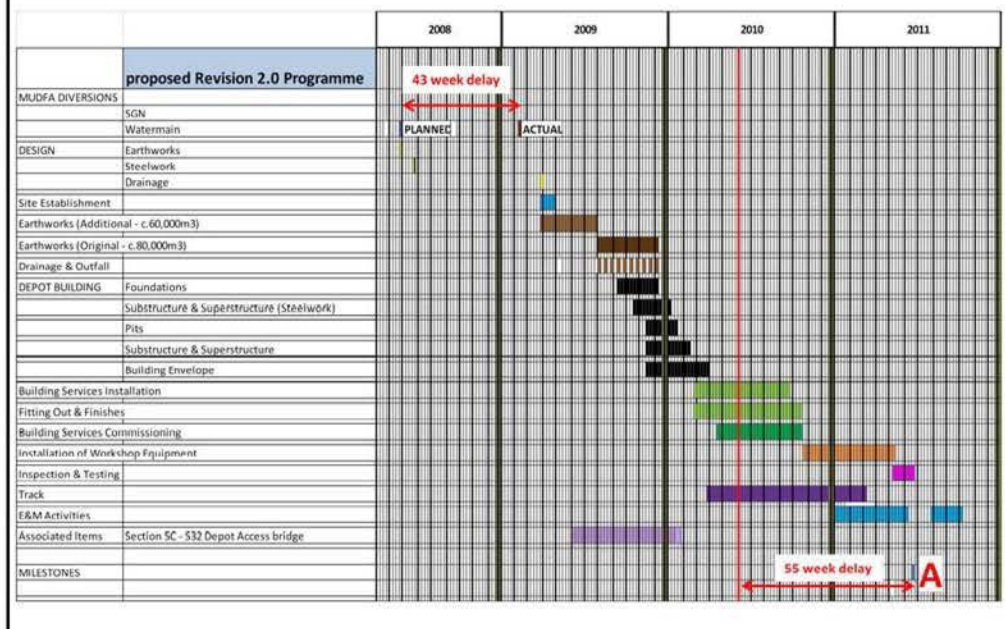 2008 2009 2010 2011
proposed Revision 2.0 Programme
43 week delay
MUDFA DIVERSIONS
SGN
Watermain PLANNED ACTUAL
DESIGN Earthworks
Steelwork
Drainage
Site Establishment
Earthworks (Additional - c.60,000m3)
Earthworks (Original - c.80,000m3)
Drainage & Outfall
DEPOT BUILDING Foundations
Substructure & Superstructure (Steelwork)
Pits
Substructure & Superstructure
Building Envelope
Building Services Installation
Fitting Out & Finishes
Building Services Commissioning
Installation of Workshop Equipment
Inspection & Testing
Track
E&M Activities
Associated Items Section 5C - S32 Depot Access bridge
MILESTONES 55 week delay A